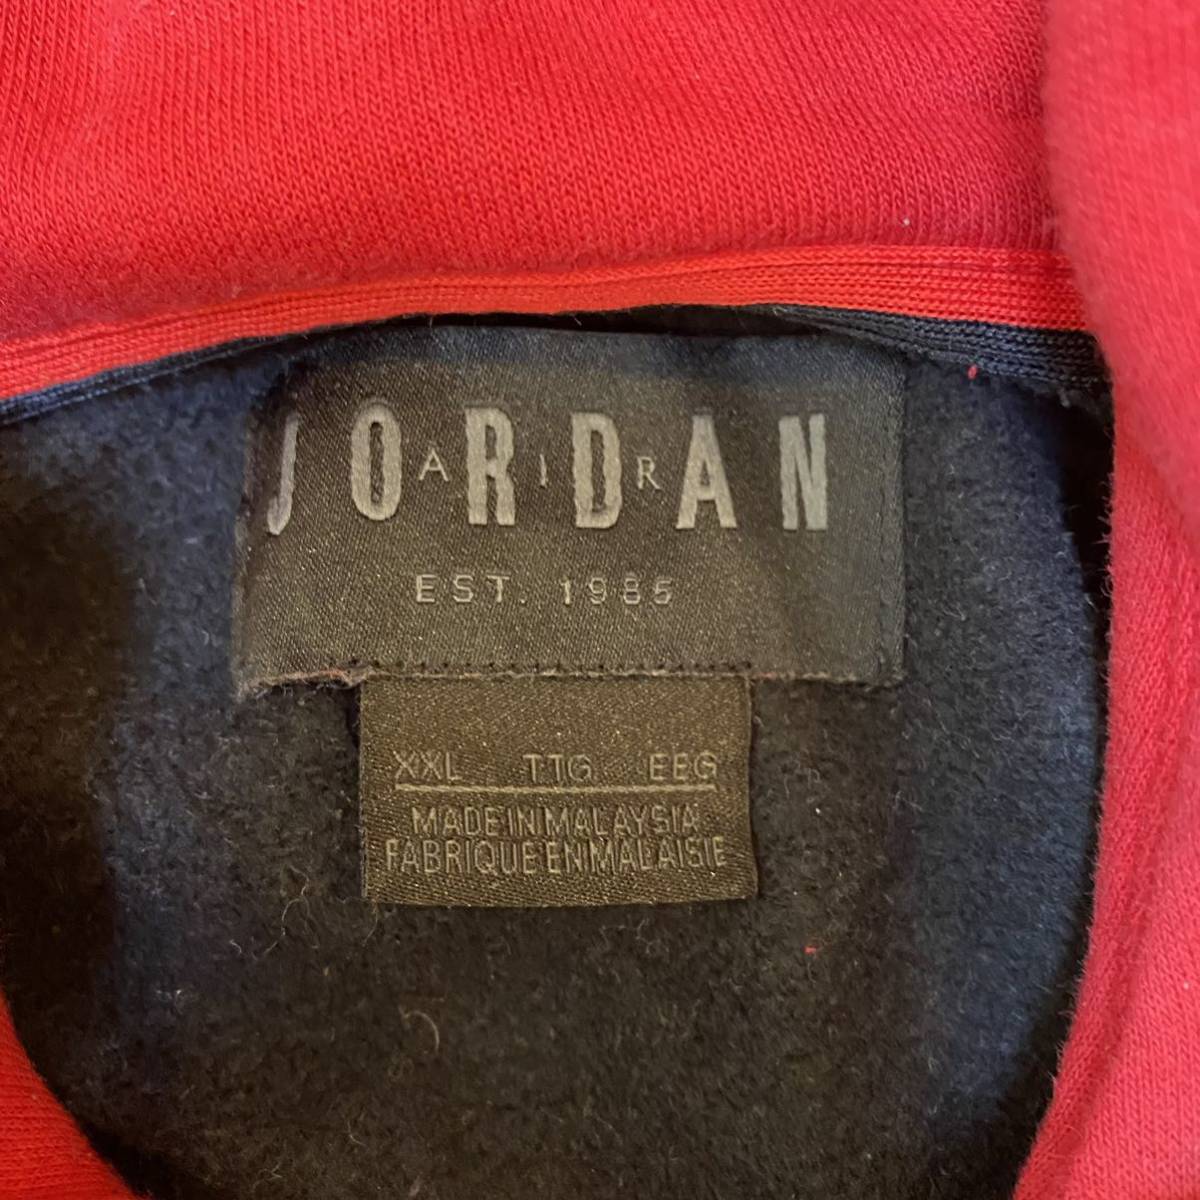 JORDAN
AIR
EST. 1985
XXL TTG EEG
MADE IN MALAYSIA
FABRIQUE EN MALAISIE